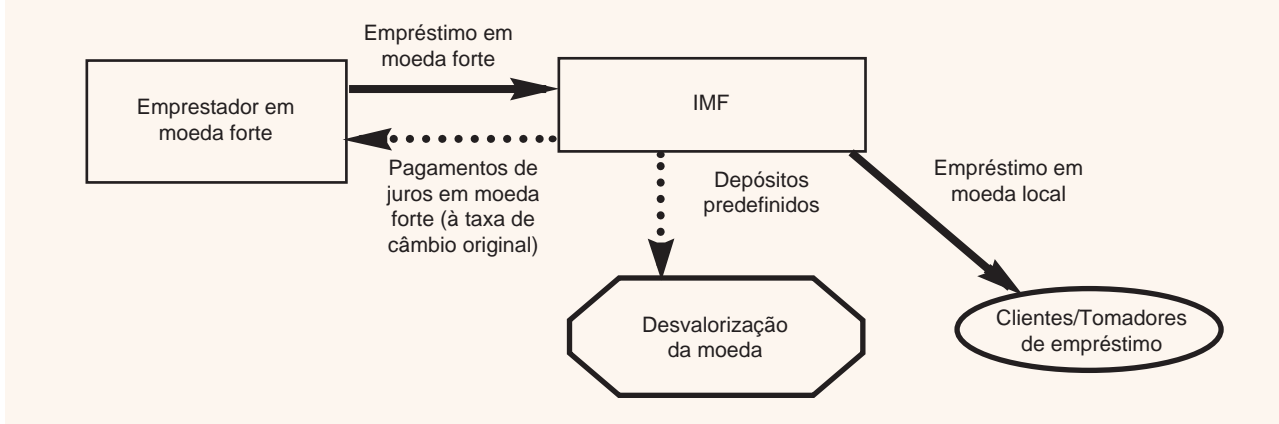 Empréstimo em
moeda forte
Emprestador em
moeda forte
IMF
Pagamentos de
juros em moeda
forte (à taxa de
câmbio original)
Depósitos
predefinidos
Empréstimo em
moeda local
Desvalorização
da moeda
Clientes/Tomadores
de empréstimo